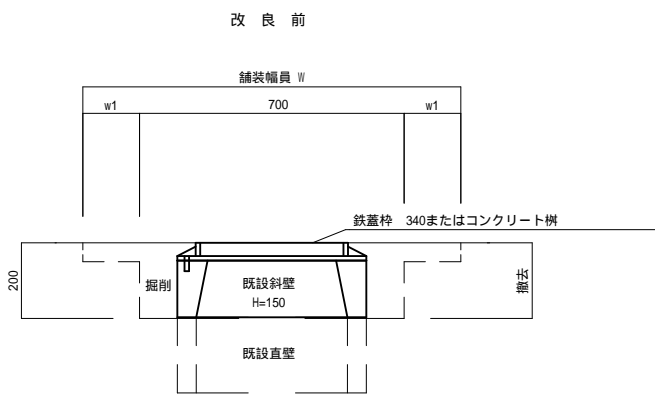 改良前
舗装幅員 W
w1 700 w1
鉄蓋枠 340またはコンクリート桝
200
掘削
既設斜壁
H=150
撤去
既設直壁